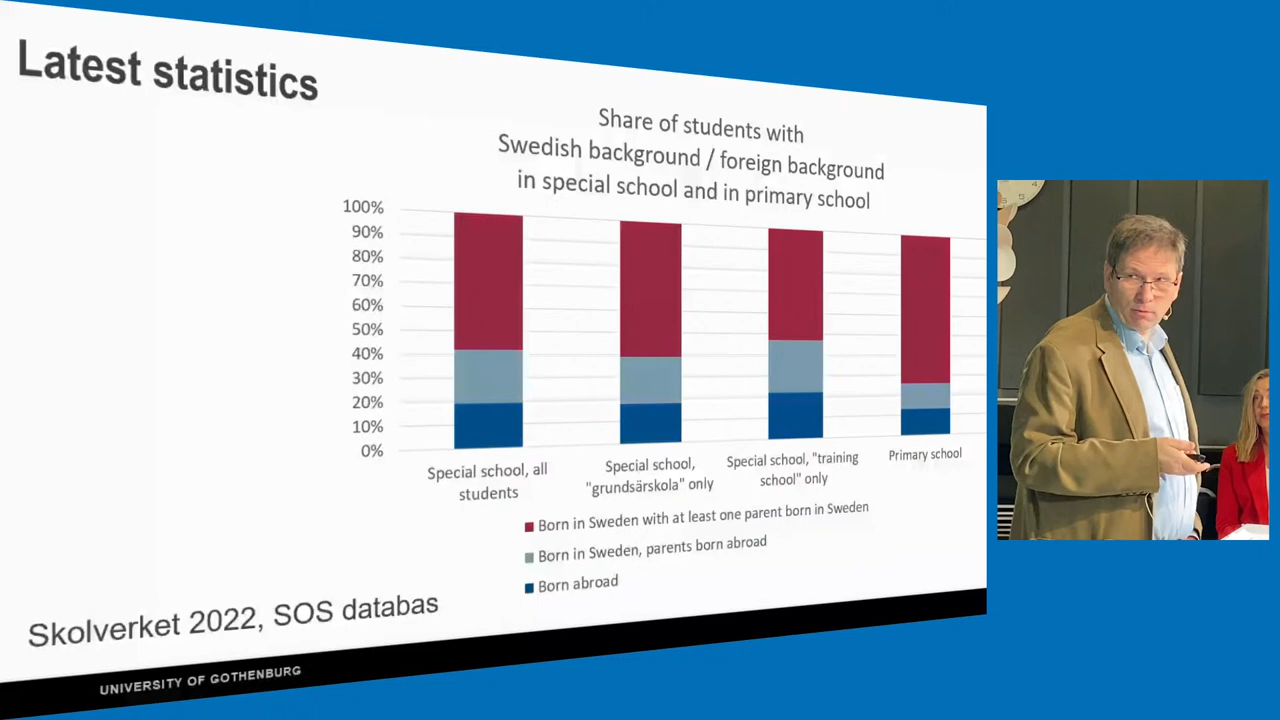 Latest statistics
Share of students with
Swedish background / foreign background
in special school and in primary school
100%
90%
80%
70%
60%
50%
40%
30%
20%
10%
0%
Special school, all
students
Special school,
"grundsärskola" only
Special school, "training
school" only
Primary school
Born in Sweden with at least one parent born in Sweden
Born in Sweden, parents born abroad
Born abroad
Skolverket 2022, SOS databas
UNIVERSITY OF GOTHENBURG